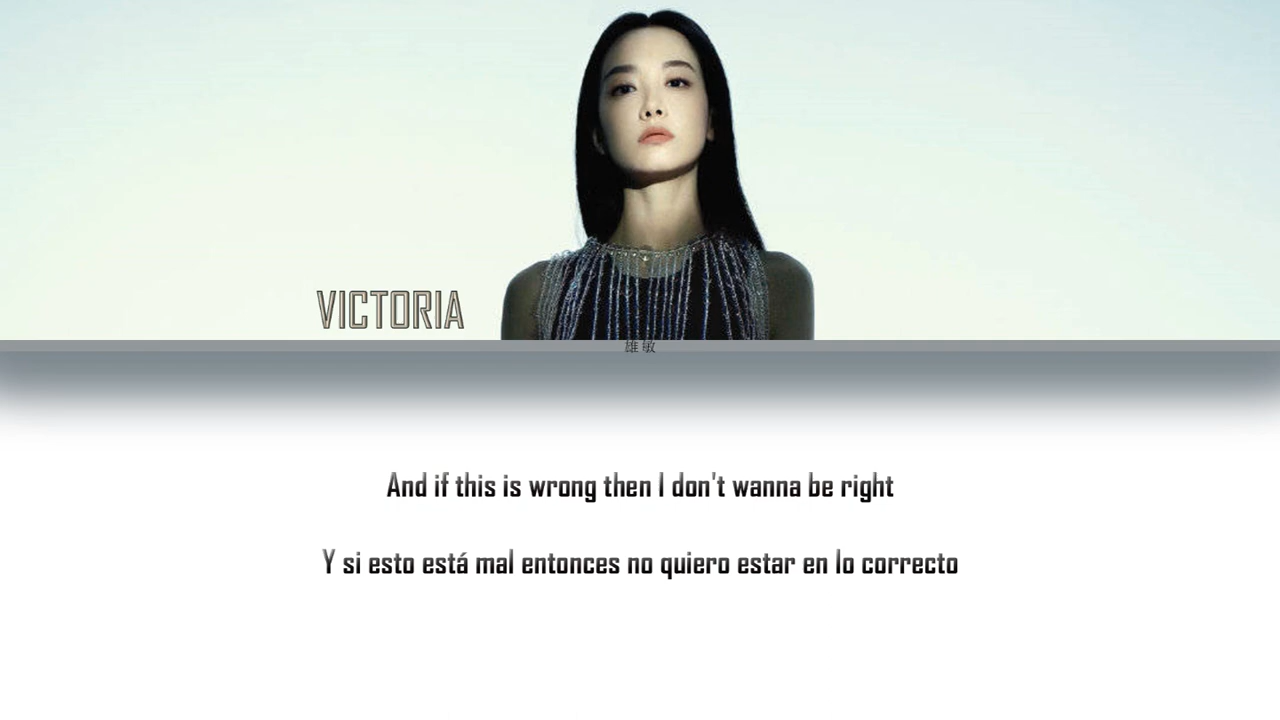 VICTORIA
雄敏
And if this is wrong then I don't wanna be right
Y si esto está mal entonces no quiero estar en lo correcto